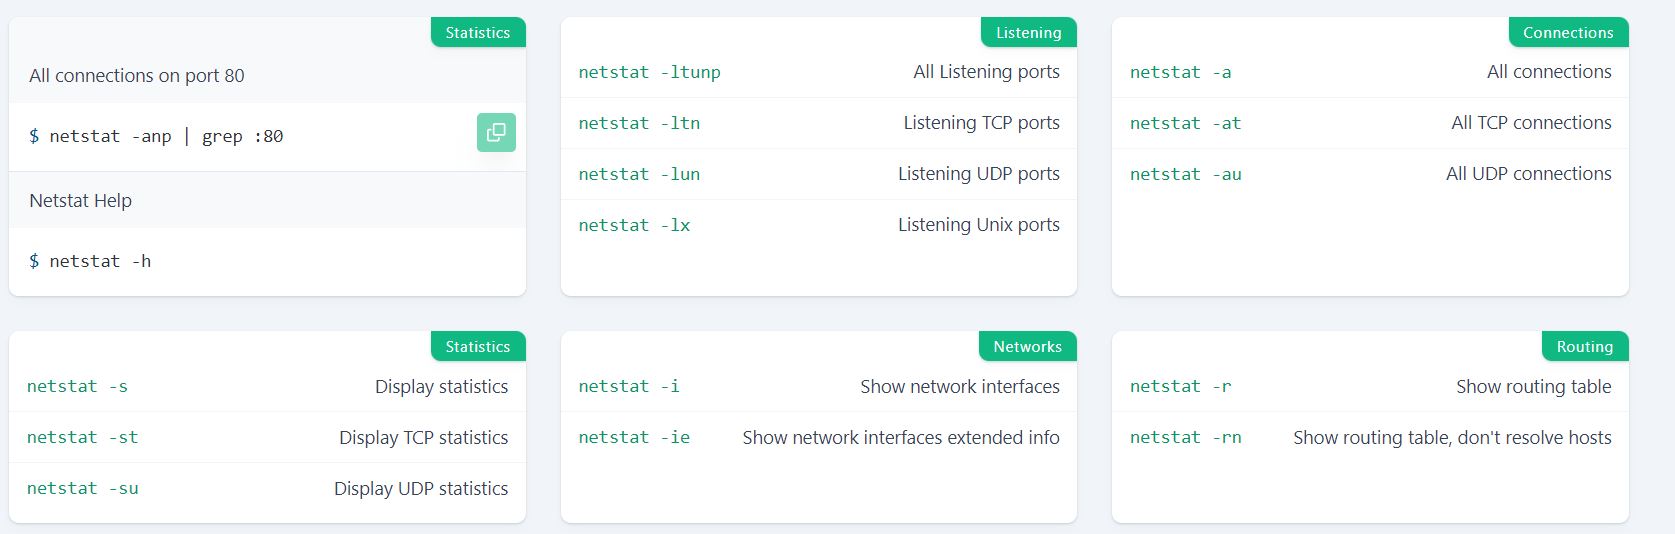 Statistics
All connections on port 80
$ netstat -anp | grep :80
Netstat Help
$ netstat -h
Listening
netstat -ltunp All Listening ports
netstat -ltn Listening TCP ports
netstat -lun Listening UDP ports
netstat -lx Listening Unix ports
Connections
netstat -a All connections
netstat -at All TCP connections
netstat -au All UDP connections
Statistics
netstat -s Display statistics
netstat -st Display TCP statistics
netstat -su Display UDP statistics
Networks
netstat -i Show network interfaces
netstat -ie Show network interfaces extended info
Routing
netstat -r Show routing table
netstat -rn Show routing table, don't resolve hosts